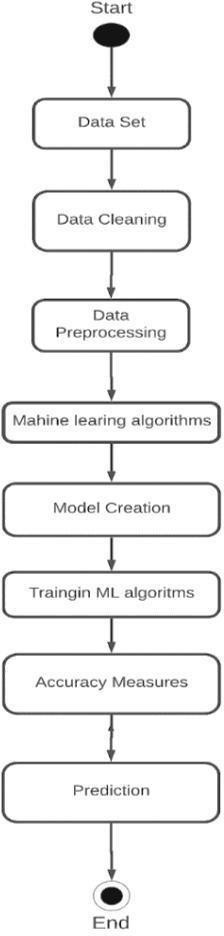 Start
Data Set
Data Cleaning
Data
Preprocessing
Mahine learing algorithms
Model Creation
Traingin ML algoritms
Accuracy Measures
Prediction
End